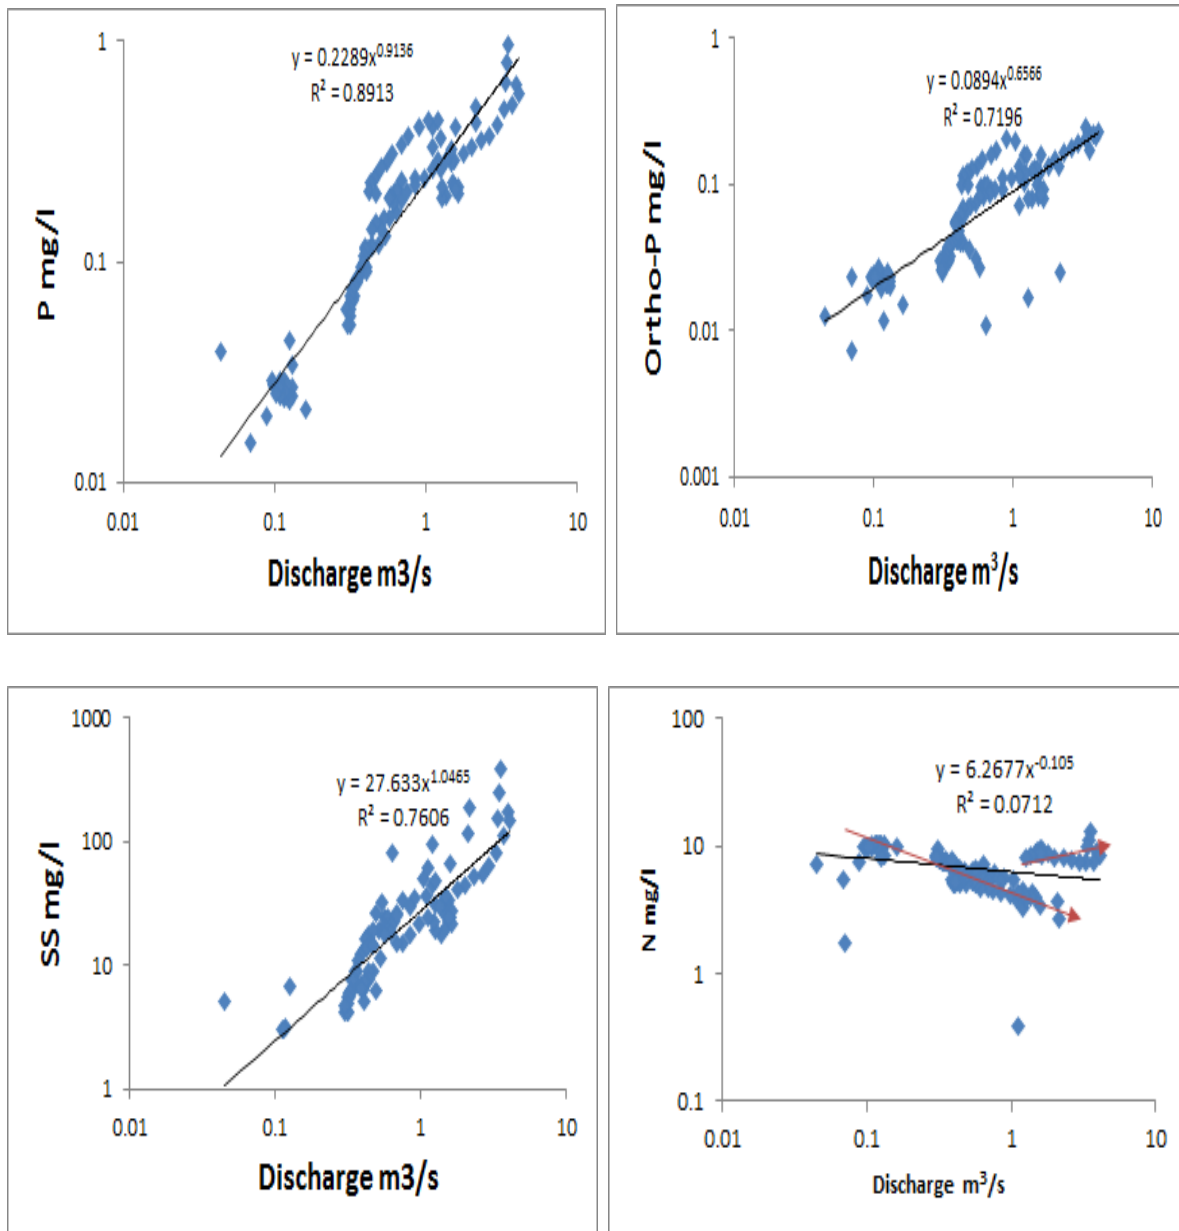 y = 0.2289x^0.9136
R² = 0.8913
1
0.1
0.01
P mg/l
0.01 0.1 1 10
Discharge m3/s
y = 0.0894x^0.6566
R² = 0.7196
1
0.1
0.01
0.001
Ortho-P mg/l
0.01 0.1 1 10
Discharge m³/s
y = 27.633x^1.0465
R² = 0.7606
1000
100
10
1
SS mg/l
0.01 0.1 1 10
Discharge m3/s
y = 6.2677x^-0.105
R² = 0.0712
100
10
1
0.1
N mg/l
0.01 0.1 1 10
Discharge m³/s